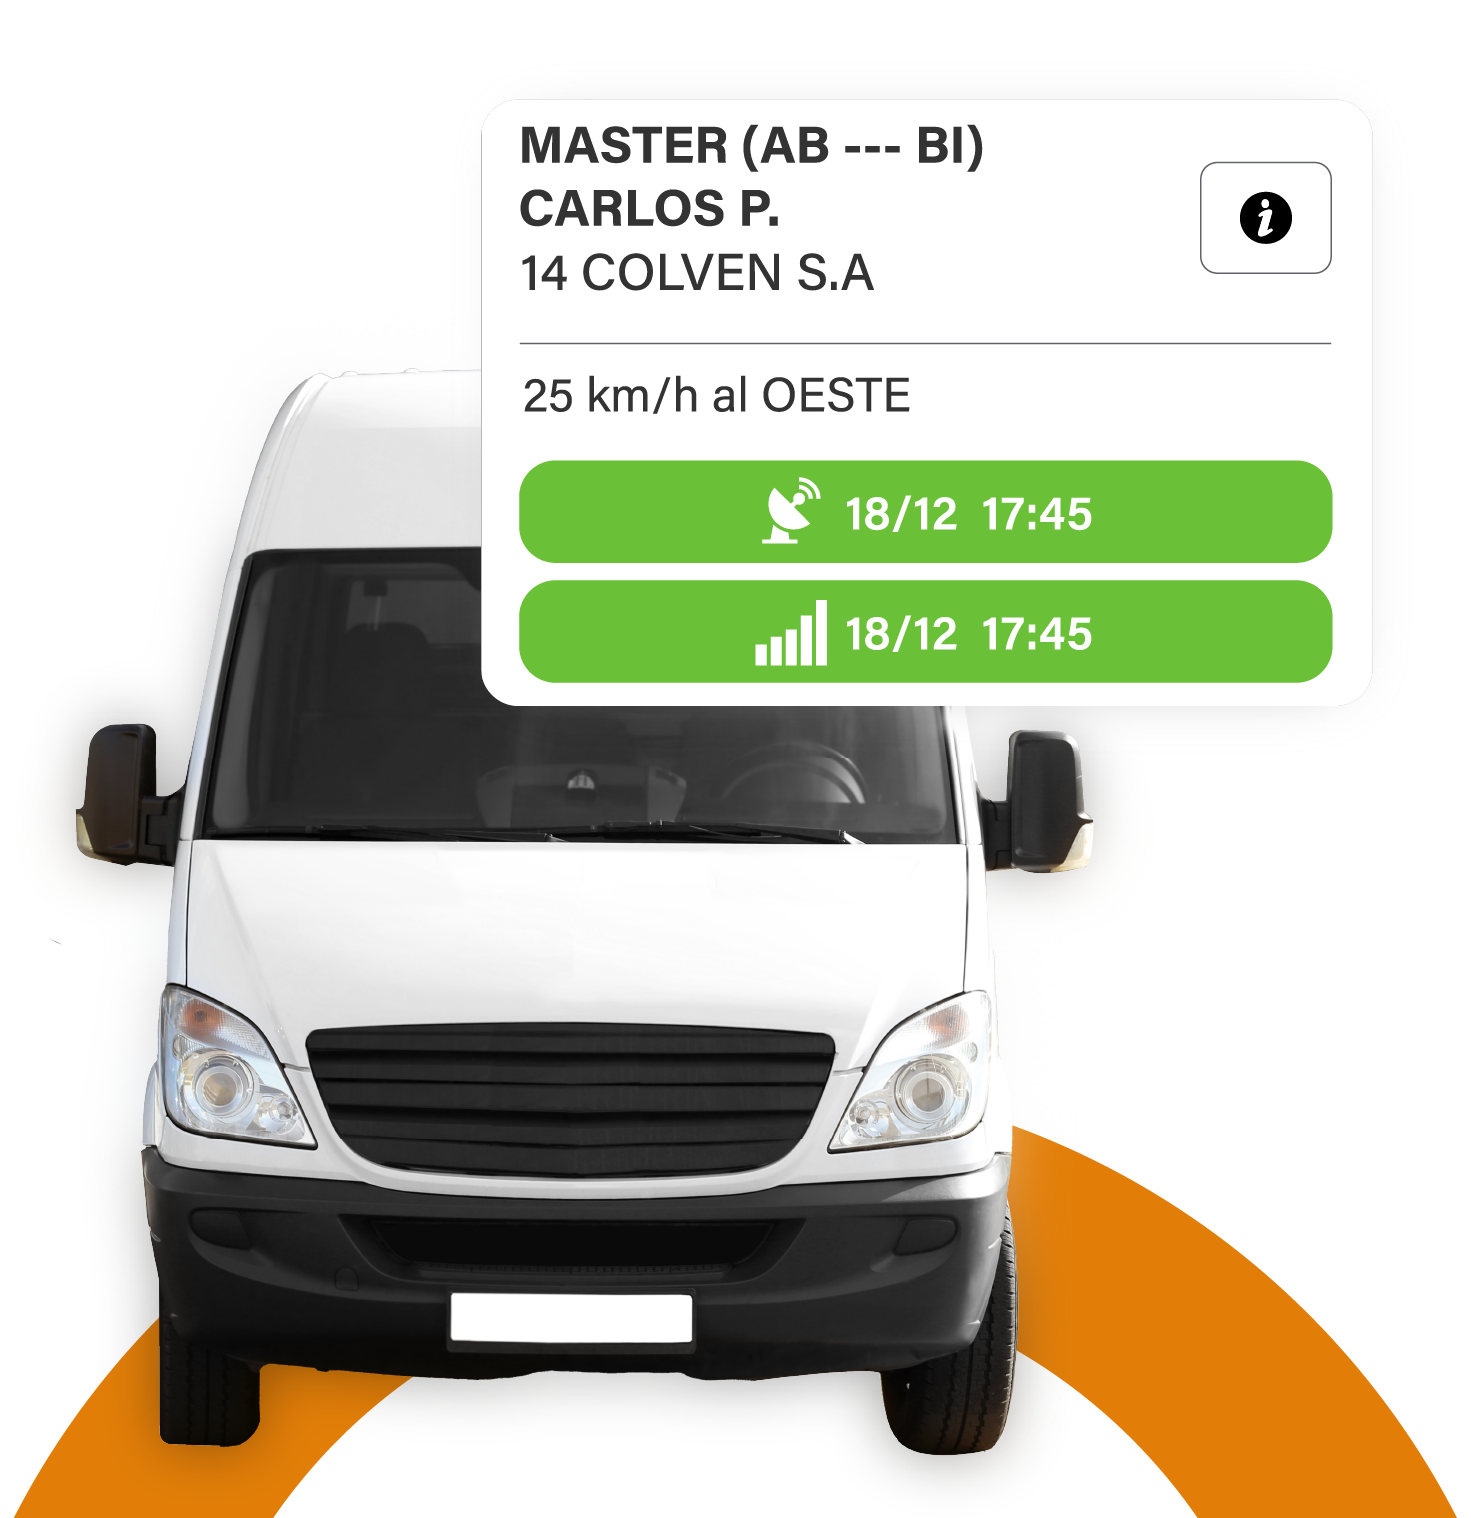 MASTER (AB --- BI)
CARLOS P.
14 COLVEN S.A
25 km/h al OESTE
18/12 17:45
18/12 17:45